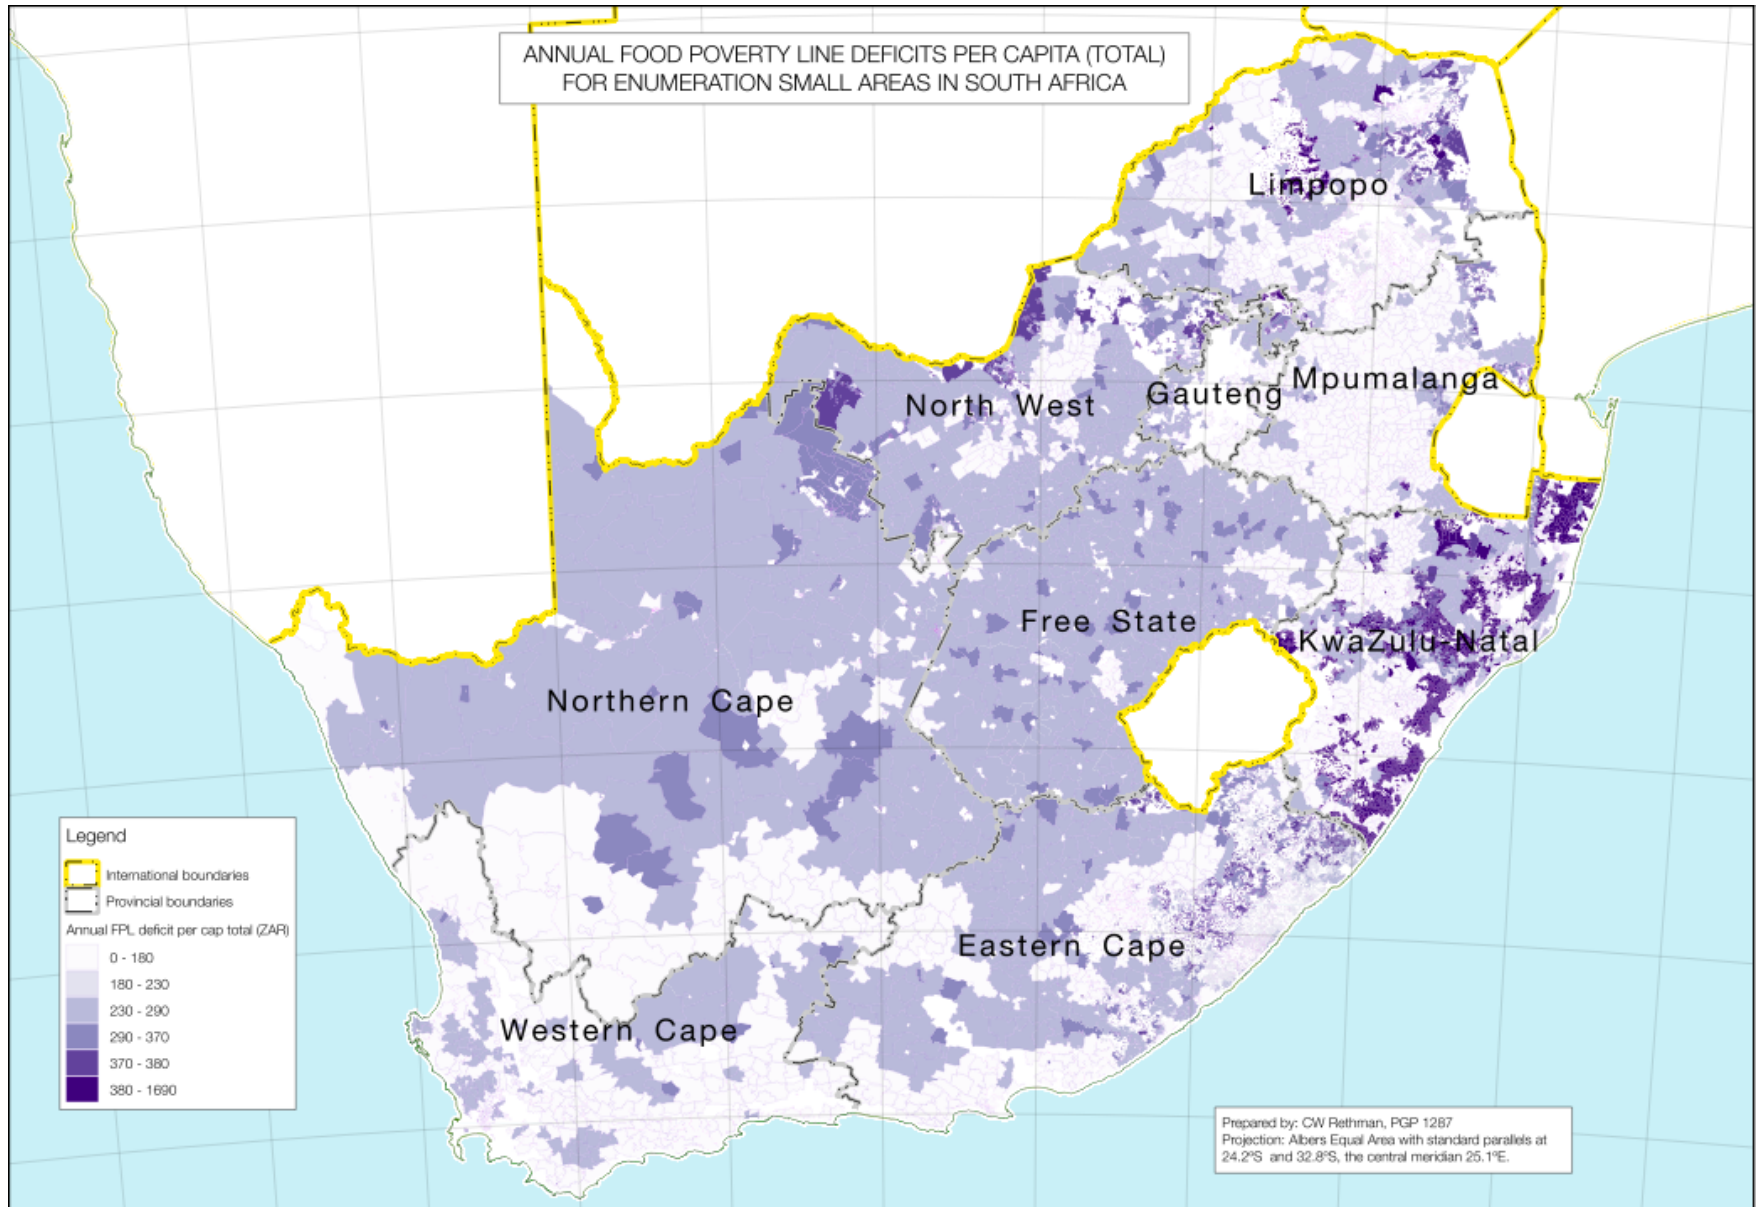 ANNUAL FOOD POVERTY LINE DEFICITS PER CAPITA (TOTAL)
FOR ENUMERATION SMALL AREAS IN SOUTH AFRICA
Limpopo
North West
Gauteng
Mpumalanga
Free State
KwaZulu-Natal
Northern Cape
Eastern Cape
Western Cape
Legend
International boundaries
Provincial boundaries
Annual FPL deficit per cap total (ZAR)
0 - 180
180 - 230
230 - 290
290 - 370
370 - 380
380 - 1690
Prepared by: CW Rethman, PGP 1287
Projection: Albers Equal Area with standard parallels at
24.2ºS and 32.8ºS, the central meridian 25.1ºE.